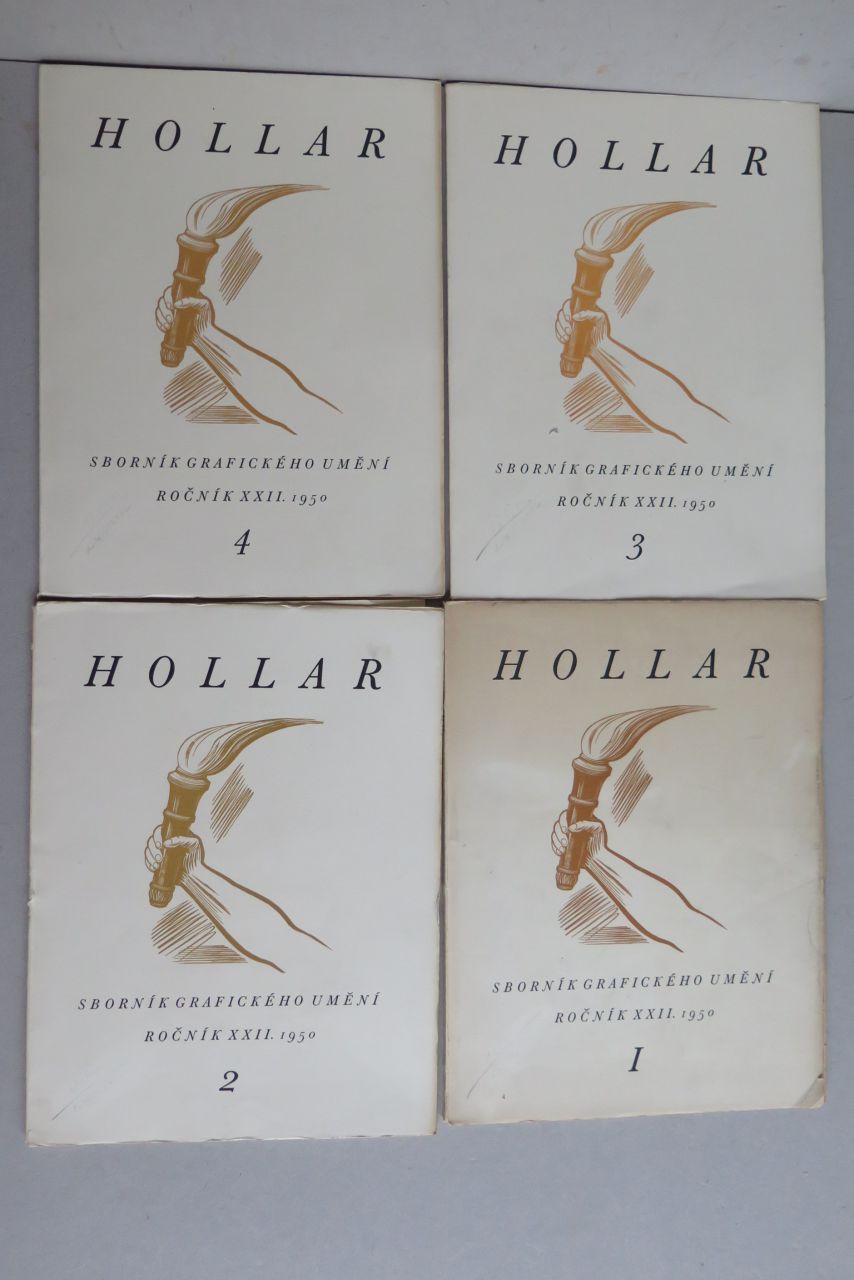 HOLLAR
SBORNÍK GRAFICKÉHO UMĚNÍ
ROČNÍK XXII. 1950
4
HOLLAR
SBORNÍK GRAFICKÉHO UMĚNÍ
ROČNÍK XXII. 1950
3
HOLLAR
SBORNÍK GRAFICKÉHO UMĚNÍ
ROČNÍK XXII. 1950
2
HOLLAR
SBORNÍK GRAFICKÉHO UMĚNÍ
ROČNÍK XXII. 1950
1